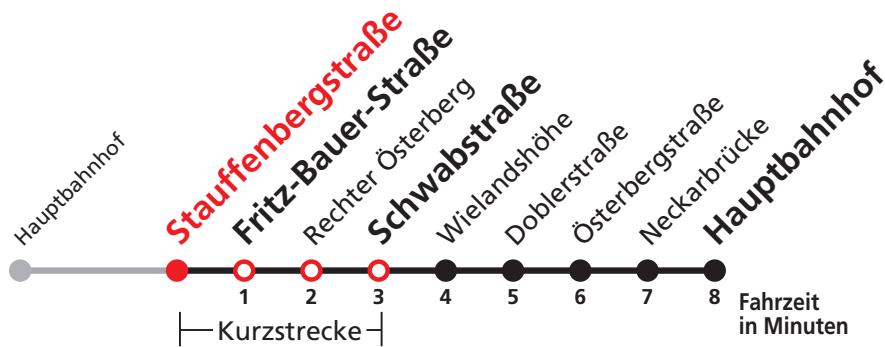 Hauptbahnhof
Stauffenbergstraße
Fritz-Bauer-Straße
Rechter Österberg
Schwabstraße
Wielandshöhe
Doblerstraße
Österbergstraße
Neckarbrücke
Hauptbahnhof
1 2 3 4 5 6 7 8 Fahrzeit
in Minuten
Kurzstrecke